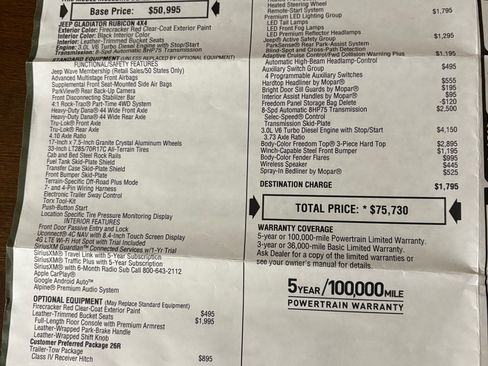 Base Price: $50,995
JEEP GLADIATOR RUBICON 4X4
Exterior Color: Firecracker Red Clear-Coat Exterior Paint
Interior Color: Black Interior Color
Interior: Leather-Trimmed Bucket Seats
Engine: 3.0L V6 Turbo Diesel Engine with Stop/Start
Transmission: 8-Spd Automatic 8HP75 Transmission
STANDARD EQUIPMENT (UNLESS REPLACED BY OPTIONAL EQUIPMENT)
FUNCTIONAL/SAFETY FEATURES
Jeep Wave Membership (Retail Sales/50 States Only)
Advanced Multistage Front Airbags
Supplemental Front Seat-Mounted Side Air Bags
ParkView® Rear Back-Up Camera
Front Disconnecting Stabilizer Bar
4:1 Rock-Trac® Part-Time 4WD System
Heavy-Duty Dana® 44 Wide Front Axle
Heavy-Duty Dana® 44 Wide Rear Axle
Tru-Lok® Front Axle
Tru-Lok® Rear Axle
4.10 Axle Ratio
17-Inch x 7.5-Inch Granite Crystal Aluminum Wheels
33-Inch LT285/70R17C All-Terrain Tires
Cab and Bed Steel Rock Rails
Fuel Tank Skid-Plate Shield
Transfer Case Skid-Plate Shield
Front Bumper Skid-Plate
Terrain-Specific Off-Road Plus Mode
7- and 4-Pin Wiring Harness
Electronic Trailer Sway Control
Torx Tool-Kit
Push-Button Start
Location Specific Tire Pressure Monitoring Display
INTERIOR FEATURES
Front Door Passive Entry and Lock
Uconnect® 4C NAV with 8.4-Inch Touch Screen Display
4G LTE Wi-Fi Hot Spot with Trial Included
SiriusXM Guardian™ Connected Services w/1-Yr Trial
SiriusXM® Travel Link with 5-Year Subscription
SiriusXM® Traffic Plus with 5-Year Subscription
SiriusXM® with 6-Month Radio Sub Call 800-643-2112
Apple CarPlay®
Google Android Auto™
Alpine® Premium Audio System
OPTIONAL EQUIPMENT (May Replace Standard Equipment)
Firecracker Red Clear-Coat Exterior Paint $495
Leather-Trimmed Bucket Seats $1,995
Full-Length Floor Console with Premium Armrest
Leather-Wrapped Park-Brake Handle
Leather-Wrapped Shift Knob
Customer Preferred Package 26R
Trailer-Tow Package
Class IV Receiver Hitch $895
Heated Steering Wheel
Remote-Start System
Premium LED Lighting Group $1,795
LED Tail Lamps
LED Front Fog Lamps
LED Premium Reflector Headlamps
Jeep® Active Safety Group $1,295
ParkSense® Rear Park-Assist System
Blind-Spot and Cross-Path Detection
Adaptive Cruise Control/Fwd Collision Warning Plus $1,195
Automatic High-Beam Headlamp-Control
Auxiliary Switch Group $495
4 Programmable Auxiliary Switches
Hardtop Headliner by Mopar® $555
Bright Door Sill Guards by Mopar® $195
Interior Assist Handles by Mopar® $95
Freedom Panel Storage Bag Delete -$120
8-Spd Automatic 8HP75 Transmission $2,500
Selec-Speed® Control
Transmission Skid-Plate
3.0L V6 Turbo Diesel Engine with Stop/Start $4,150
3.73 Axle Ratio
Body-Color Freedom Top® 3-Piece Hard Top $2,895
Winch-Capable Steel Front Bumper $1,195
Body-Color Fender Flares $995
Wireless Speaker $445
Spray-In Bedliner by Mopar® $525
DESTINATION CHARGE $1,795
TOTAL PRICE: * $75,730
WARRANTY COVERAGE
5-year or 100,000-mile Powertrain Limited Warranty.
3-year or 36,000-mile Basic Limited Warranty.
Ask Dealer for a copy of the limited warranties or
see your owner's manual for details.
5 YEAR/100,000 MILE
POWERTRAIN WARRANTY